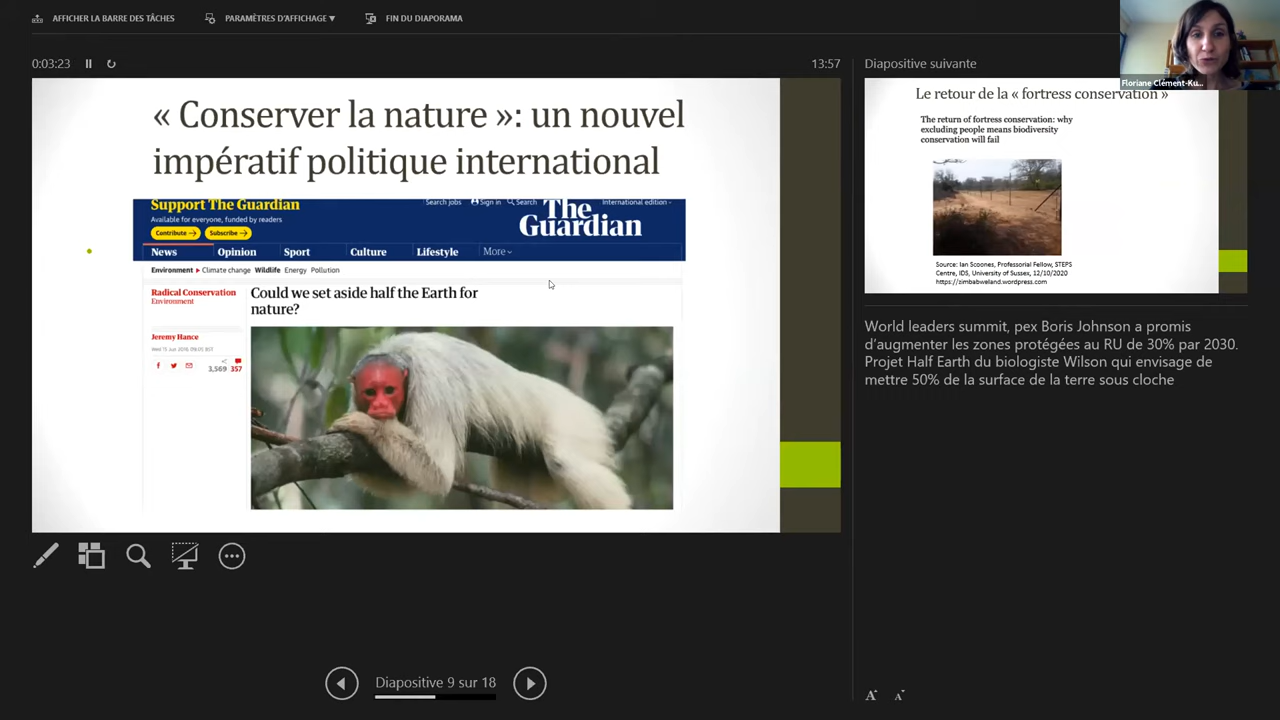 AFFICHER LA BARRE DES TÂCHES
PARAMÈTRES D'AFFICHAGE ▼
FIN DU DIAPORAMA
0:03:23
13:57
« Conserver la nature »: un nouvel
impératif politique international
Support The Guardian
Available for everyone, funded by readers
Contribute →
Subscribe →
Search jobs
Sign in
Search
International edition
The
Guardian
News
Opinion
Sport
Culture
Lifestyle
More
Environment ▸ Climate change Wildlife Energy Pollution
Radical Conservation
Environment
Could we set aside half the Earth for
nature?
Jeremy Hance
3,569
357
Diapositive 9 sur 18
Diapositive suivante
Floriane Clément-Ku...
Le retour de la « fortress conservation »
The return of fortress conservation: why
excluding people means biodiversity
conservation will fail
Source: Ian Scoones, Professorial Fellow, STEPS
Centre, IDS, University of Sussex, 12/10/2020
https://zimbabweland.wordpress.com
World leaders summit, pex Boris Johnson a promis
d'augmenter les zones protégées au RU de 30% par 2030.
Projet Half Earth du biologiste Wilson qui envisage de
mettre 50% de la surface de la terre sous cloche
A
A